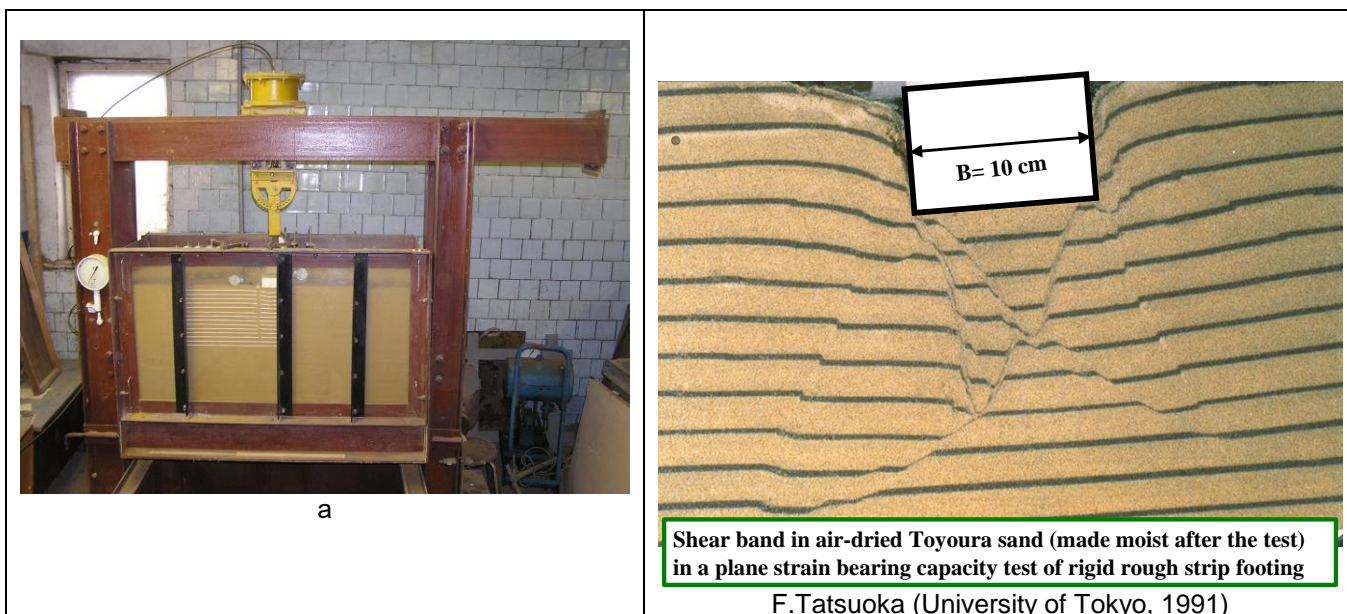 a
B= 10 cm
Shear band in air-dried Toyoura sand (made moist after the test)
in a plane strain bearing capacity test of rigid rough strip footing
F.Tatsuoka (University of Tokyo, 1991)